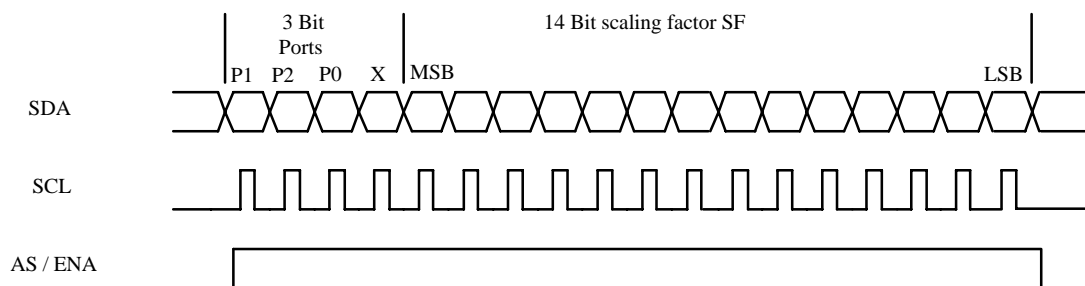 3 Bit
Ports
14 Bit scaling factor SF
P1 P2 P0 X MSB LSB
SDA
SCL
AS / ENA